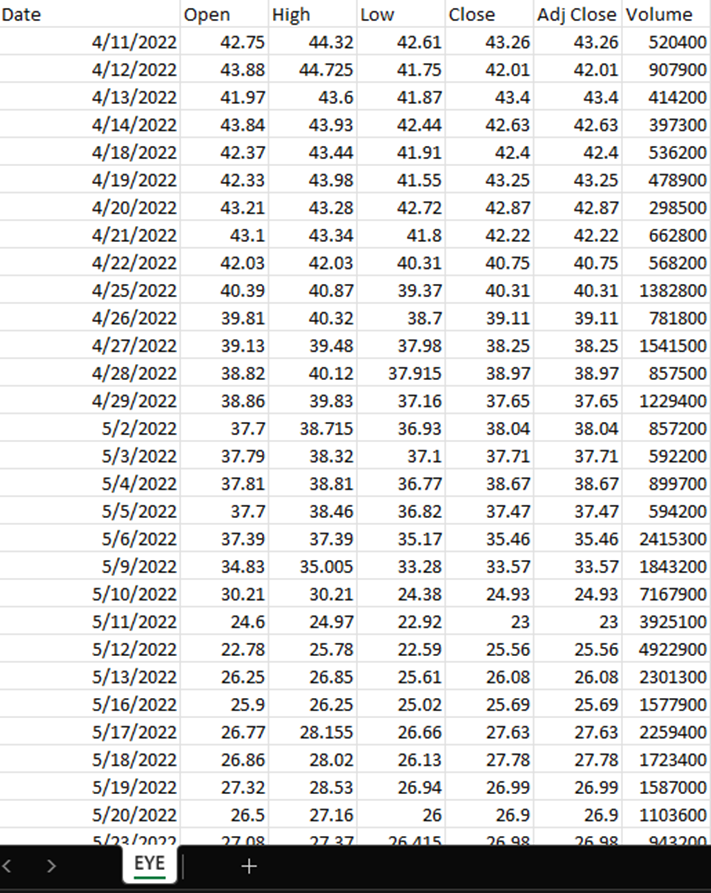 Date Open High Low Close Adj Close Volume
4/11/2022 42.75 44.32 42.61 43.26 43.26 520400
4/12/2022 43.88 44.725 41.75 42.01 42.01 907900
4/13/2022 41.97 43.6 41.87 43.4 43.4 414200
4/14/2022 43.84 43.93 42.44 42.63 42.63 397300
4/18/2022 42.37 43.44 41.91 42.4 42.4 536200
4/19/2022 42.33 43.98 41.55 43.25 43.25 478900
4/20/2022 43.21 43.28 42.72 42.87 42.87 298500
4/21/2022 43.1 43.34 41.8 42.22 42.22 662800
4/22/2022 42.03 42.03 40.31 40.75 40.75 568200
4/25/2022 40.39 40.87 39.37 40.31 40.31 1382800
4/26/2022 39.81 40.32 38.7 39.11 39.11 781800
4/27/2022 39.13 39.48 37.98 38.25 38.25 1541500
4/28/2022 38.82 40.12 37.915 38.97 38.97 857500
4/29/2022 38.86 39.83 37.16 37.65 37.65 1229400
5/2/2022 37.7 38.715 36.93 38.04 38.04 857200
5/3/2022 37.79 38.32 37.1 37.71 37.71 592200
5/4/2022 37.81 38.81 36.77 38.67 38.67 899700
5/5/2022 37.7 38.46 36.82 37.47 37.47 594200
5/6/2022 37.39 37.39 35.17 35.46 35.46 2415300
5/9/2022 34.83 35.005 33.28 33.57 33.57 1843200
5/10/2022 30.21 30.21 24.38 24.93 24.93 7167900
5/11/2022 24.6 24.97 22.92 23 23 3925100
5/12/2022 22.78 25.78 22.59 25.56 25.56 4922900
5/13/2022 26.25 26.85 25.61 26.08 26.08 2301300
5/16/2022 25.9 26.25 25.02 25.69 25.69 1577900
5/17/2022 26.77 28.155 26.66 27.63 27.63 2259400
5/18/2022 26.86 28.02 26.13 27.78 27.78 1723400
5/19/2022 27.32 28.53 26.94 26.99 26.99 1587000
5/20/2022 26.5 27.16 26 26.9 26.9 1103600
5/23/2022 27.08 27.37 26.415 26.98 26.98 943200
EYE